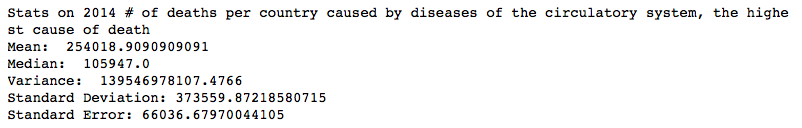 Stats on 2014 # of deaths per country caused by diseases of the circulatory system, the highe
st cause of death
Mean:  254018.9090909091
Median:  105947.0
Variance:  139546978107.4766
Standard Deviation: 373559.87218580715
Standard Error: 66036.67970044105